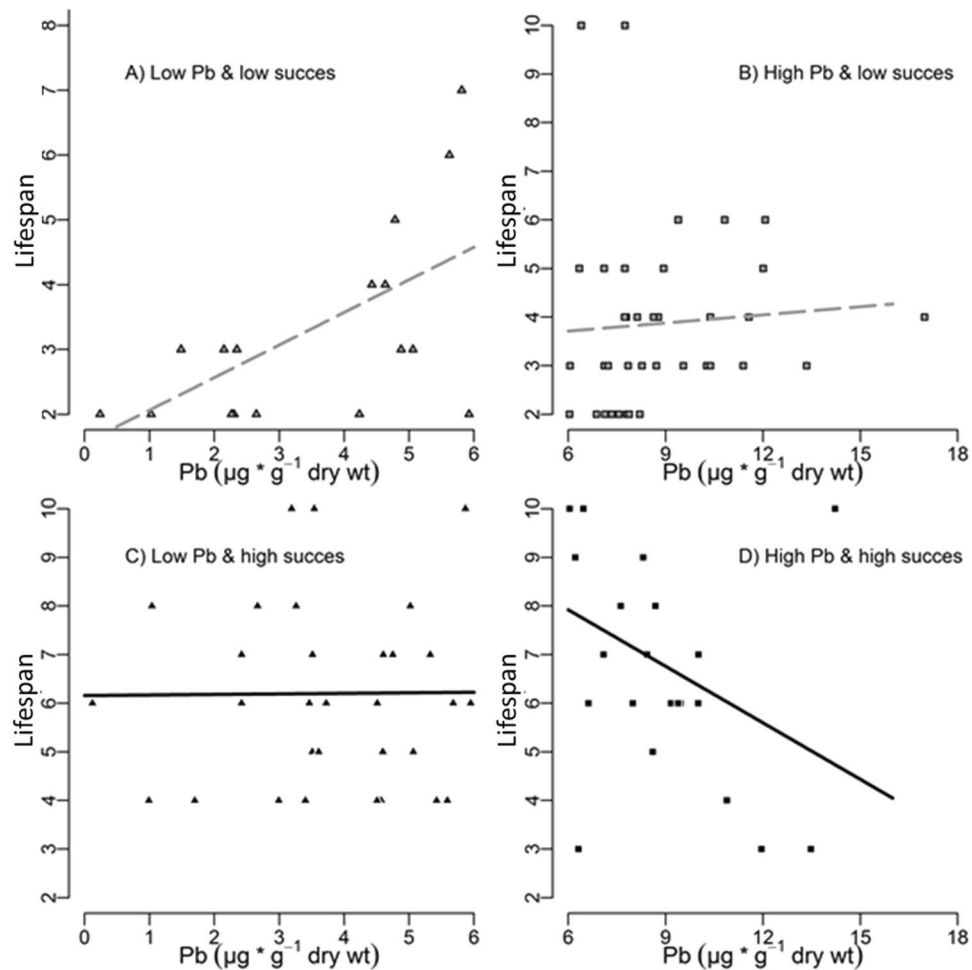 A) Low Pb & low succes
Lifespan
2 3 4 5 6 7 8
0 1 2 3 4 5 6
Pb (µg * g⁻¹ dry wt)
B) High Pb & low succes
Lifespan
2 3 4 5 6 7 8 9 10
6 9 12 15 18
Pb (µg * g⁻¹ dry wt)
C) Low Pb & high succes
Lifespan
2 3 4 5 6 7 8 9 10
0 1 2 3 4 5 6
Pb (µg * g⁻¹ dry wt)
D) High Pb & high succes
Lifespan
2 3 4 5 6 7 8 9 10
6 9 12 15 18
Pb (µg * g⁻¹ dry wt)